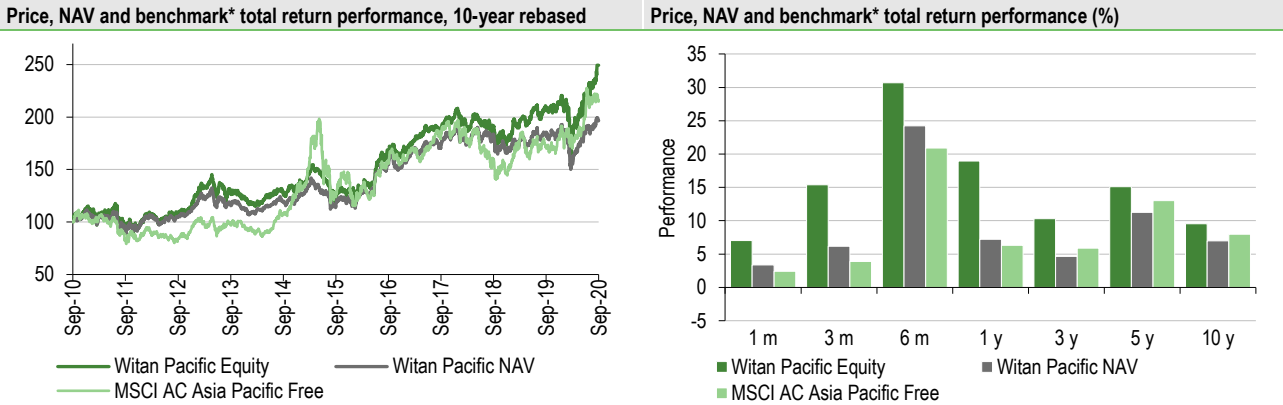 Price, NAV and benchmark* total return performance, 10-year rebased
250
200
150
100
50
Sep-10
Sep-11
Sep-12
Sep-13
Sep-14
Sep-15
Sep-16
Sep-17
Sep-18
Sep-19
Sep-20
Witan Pacific Equity
Witan Pacific NAV
MSCI AC Asia Pacific Free
Price, NAV and benchmark* total return performance (%)
35
30
25
20
15
10
5
0
-5
Performance
1 m
3 m
6 m
1 y
3 y
5 y
10 y
Witan Pacific Equity
Witan Pacific NAV
MSCI AC Asia Pacific Free